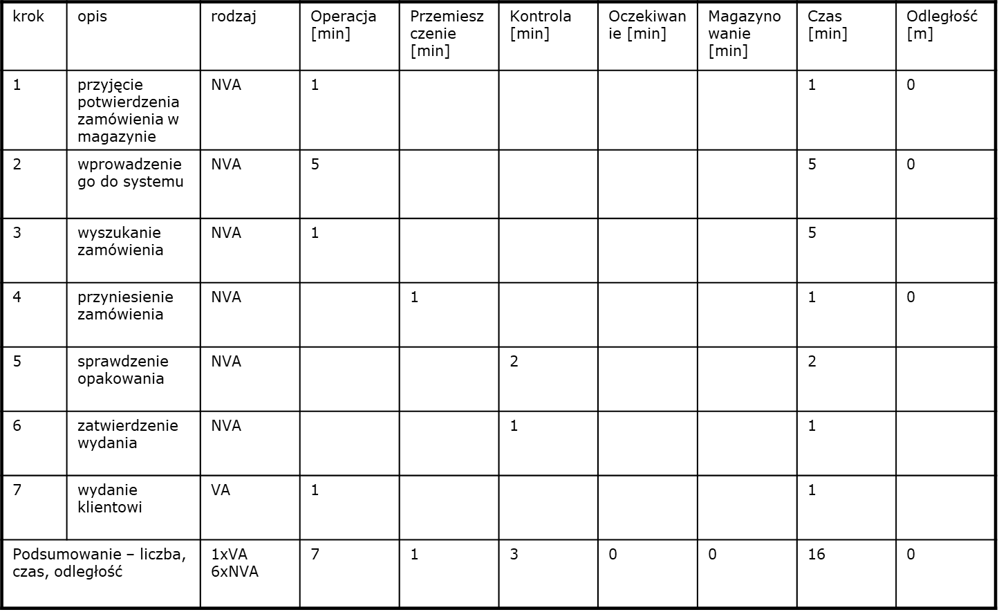 krok opis rodzaj Operacja [min] Przemiesz czenie [min] Kontrola [min] Oczekiwan ie [min] Magazyno wanie [min] Czas [min] Odległość [m]
1 przyjęcie potwierdzenia zamówienia w magazynie NVA 1 1 0
2 wprowadzenie go do systemu NVA 5 5 0
3 wyszukanie zamówienia NVA 1 5
4 przyniesienie zamówienia NVA 1 1 0
5 sprawdzenie opakowania NVA 2 2
6 zatwierdzenie wydania NVA 1 1
7 wydanie klientowi VA 1 1
Podsumowanie – liczba, czas, odległość 1xVA 6xNVA 7 1 3 0 0 16 0